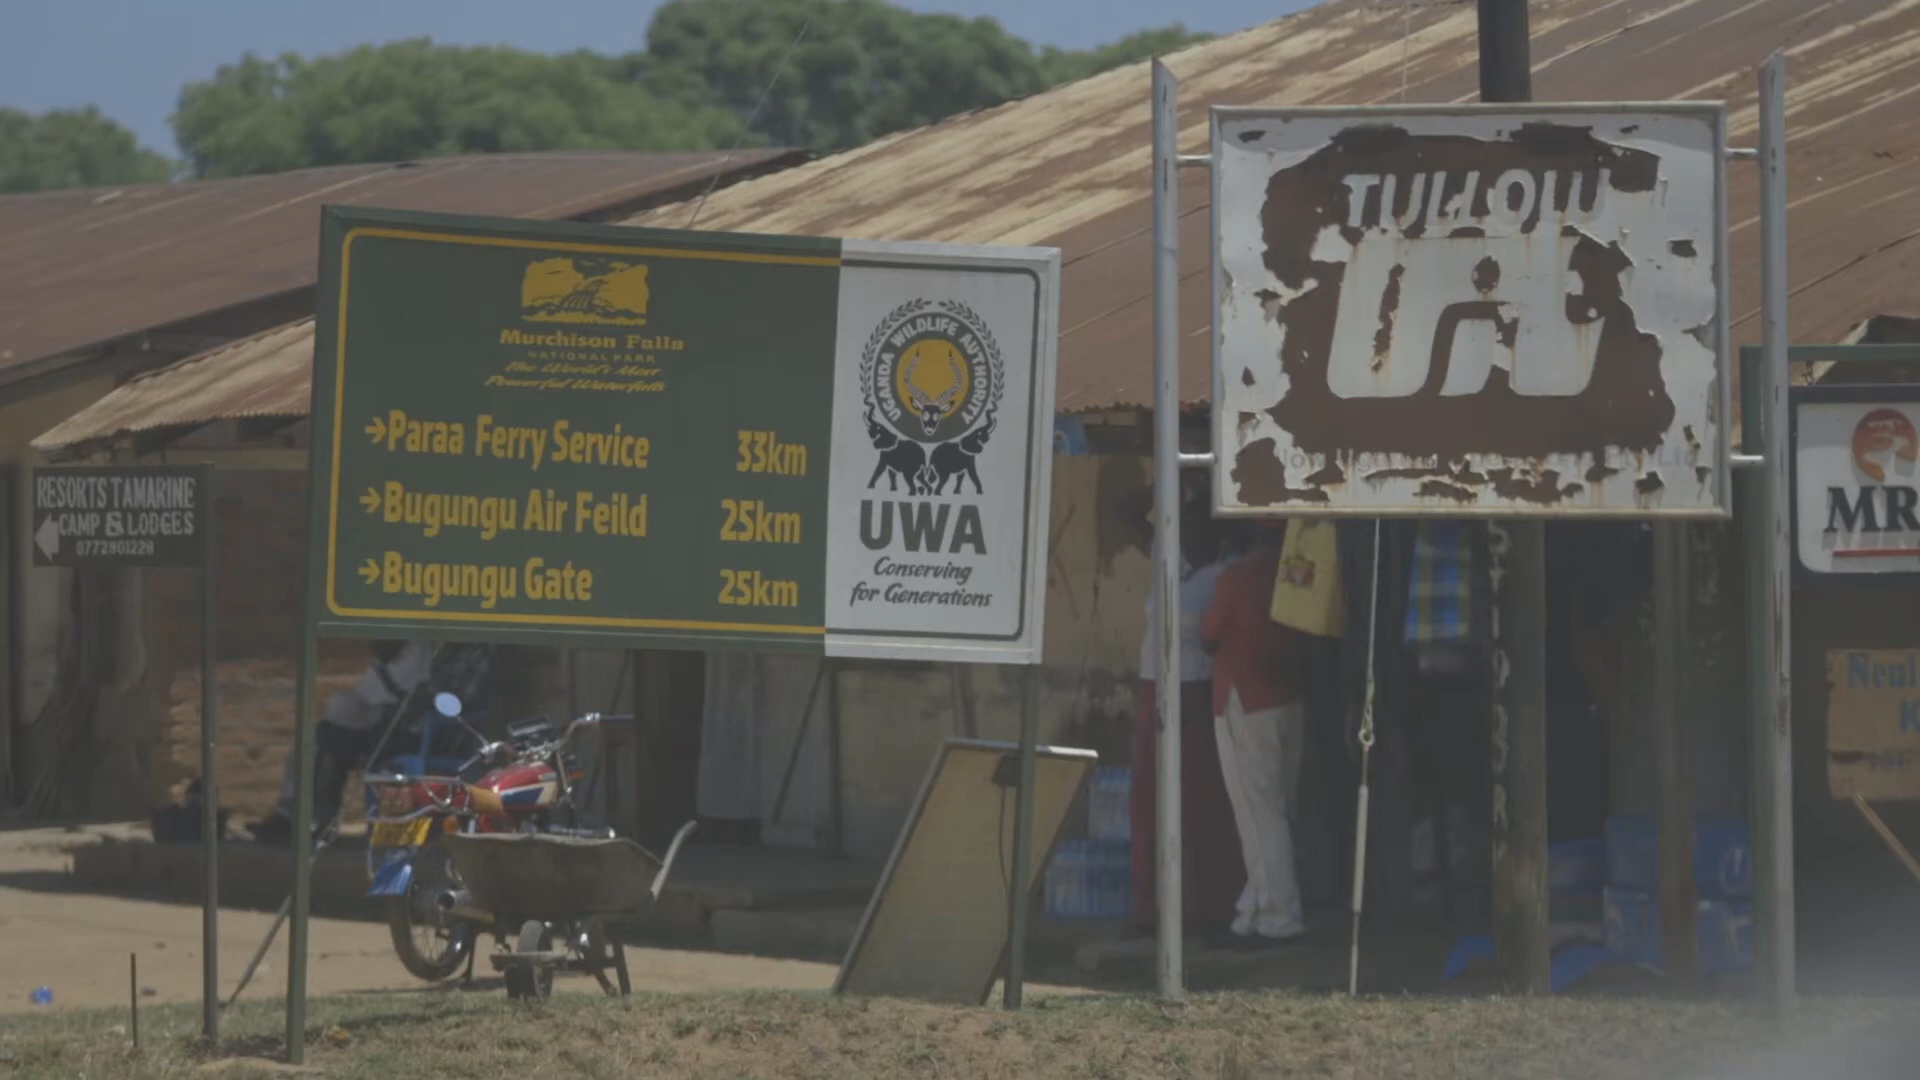 RESORTS TAMARINE
CAMP & LODGES
0772901228
Murchison Falls
NATIONAL PARK
The World's Most
Powerful Waterfalls
→Paraa Ferry Service 33km
→Bugungu Air Feild 25km
→Bugungu Gate 25km
UGANDA WILDLIFE AUTHORITY
UWA
Conserving
for Generations
TULLOW
MR